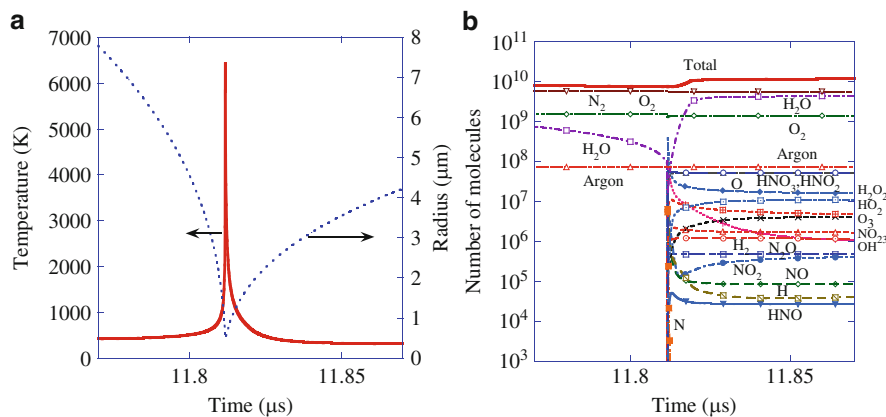 a
7000
6000
5000
4000
3000
2000
1000
0
Temperature (K)
8
7
6
5
4
3
2
1
0
Radius (μm)
11.8
11.85
Time (μs)
b
10^11
10^10
10^9
10^8
10^7
10^6
10^5
10^4
10^3
Number of molecules
Total
N₂
O₂
H₂O
O₂
H₂O
Argon
Argon
O
HNO₃;HNO₂
H₂O₂
HO₂
O₃
NO₂₃
OH
H₂
N₂O
NO₂
NO
H
HNO
N
11.8
11.85
Time (μs)